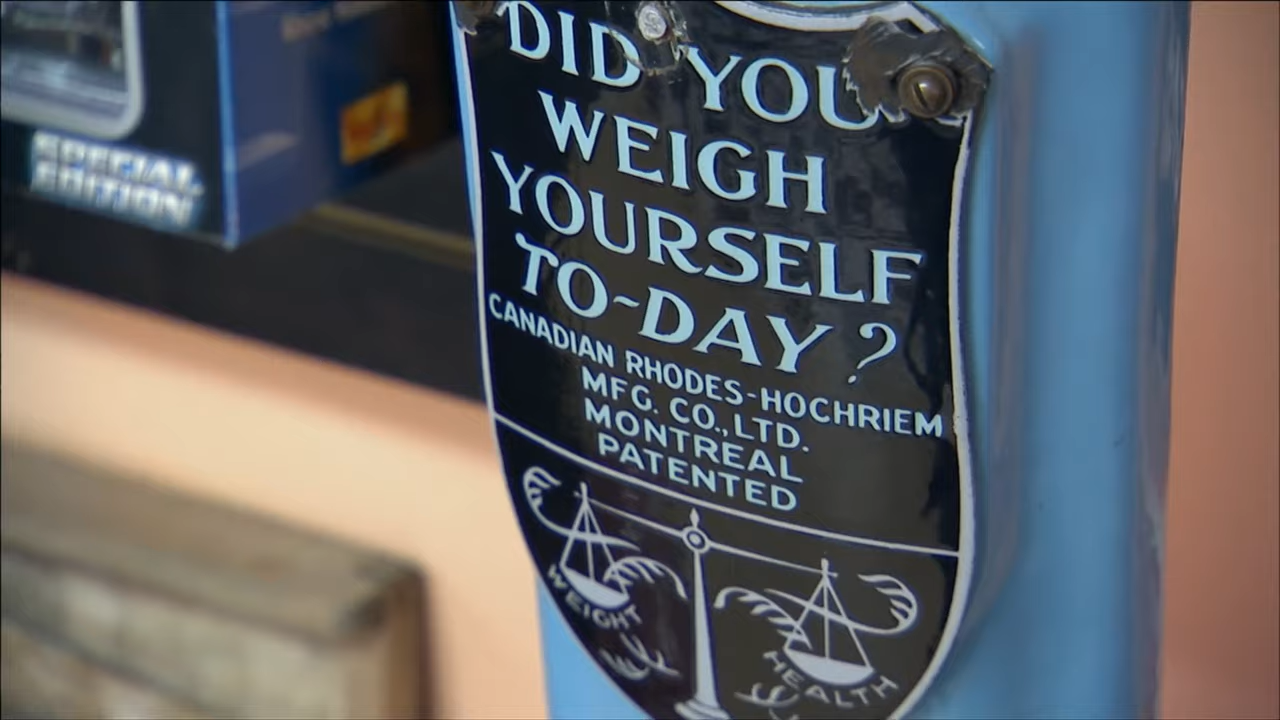 SPECIAL
EDITION
DID YOU
WEIGH
YOURSELF
TO-DAY?
CANADIAN RHODES-HOCHRIEM
MFG. CO., LTD.
MONTREAL
PATENTED
WEIGHT
HEALTH